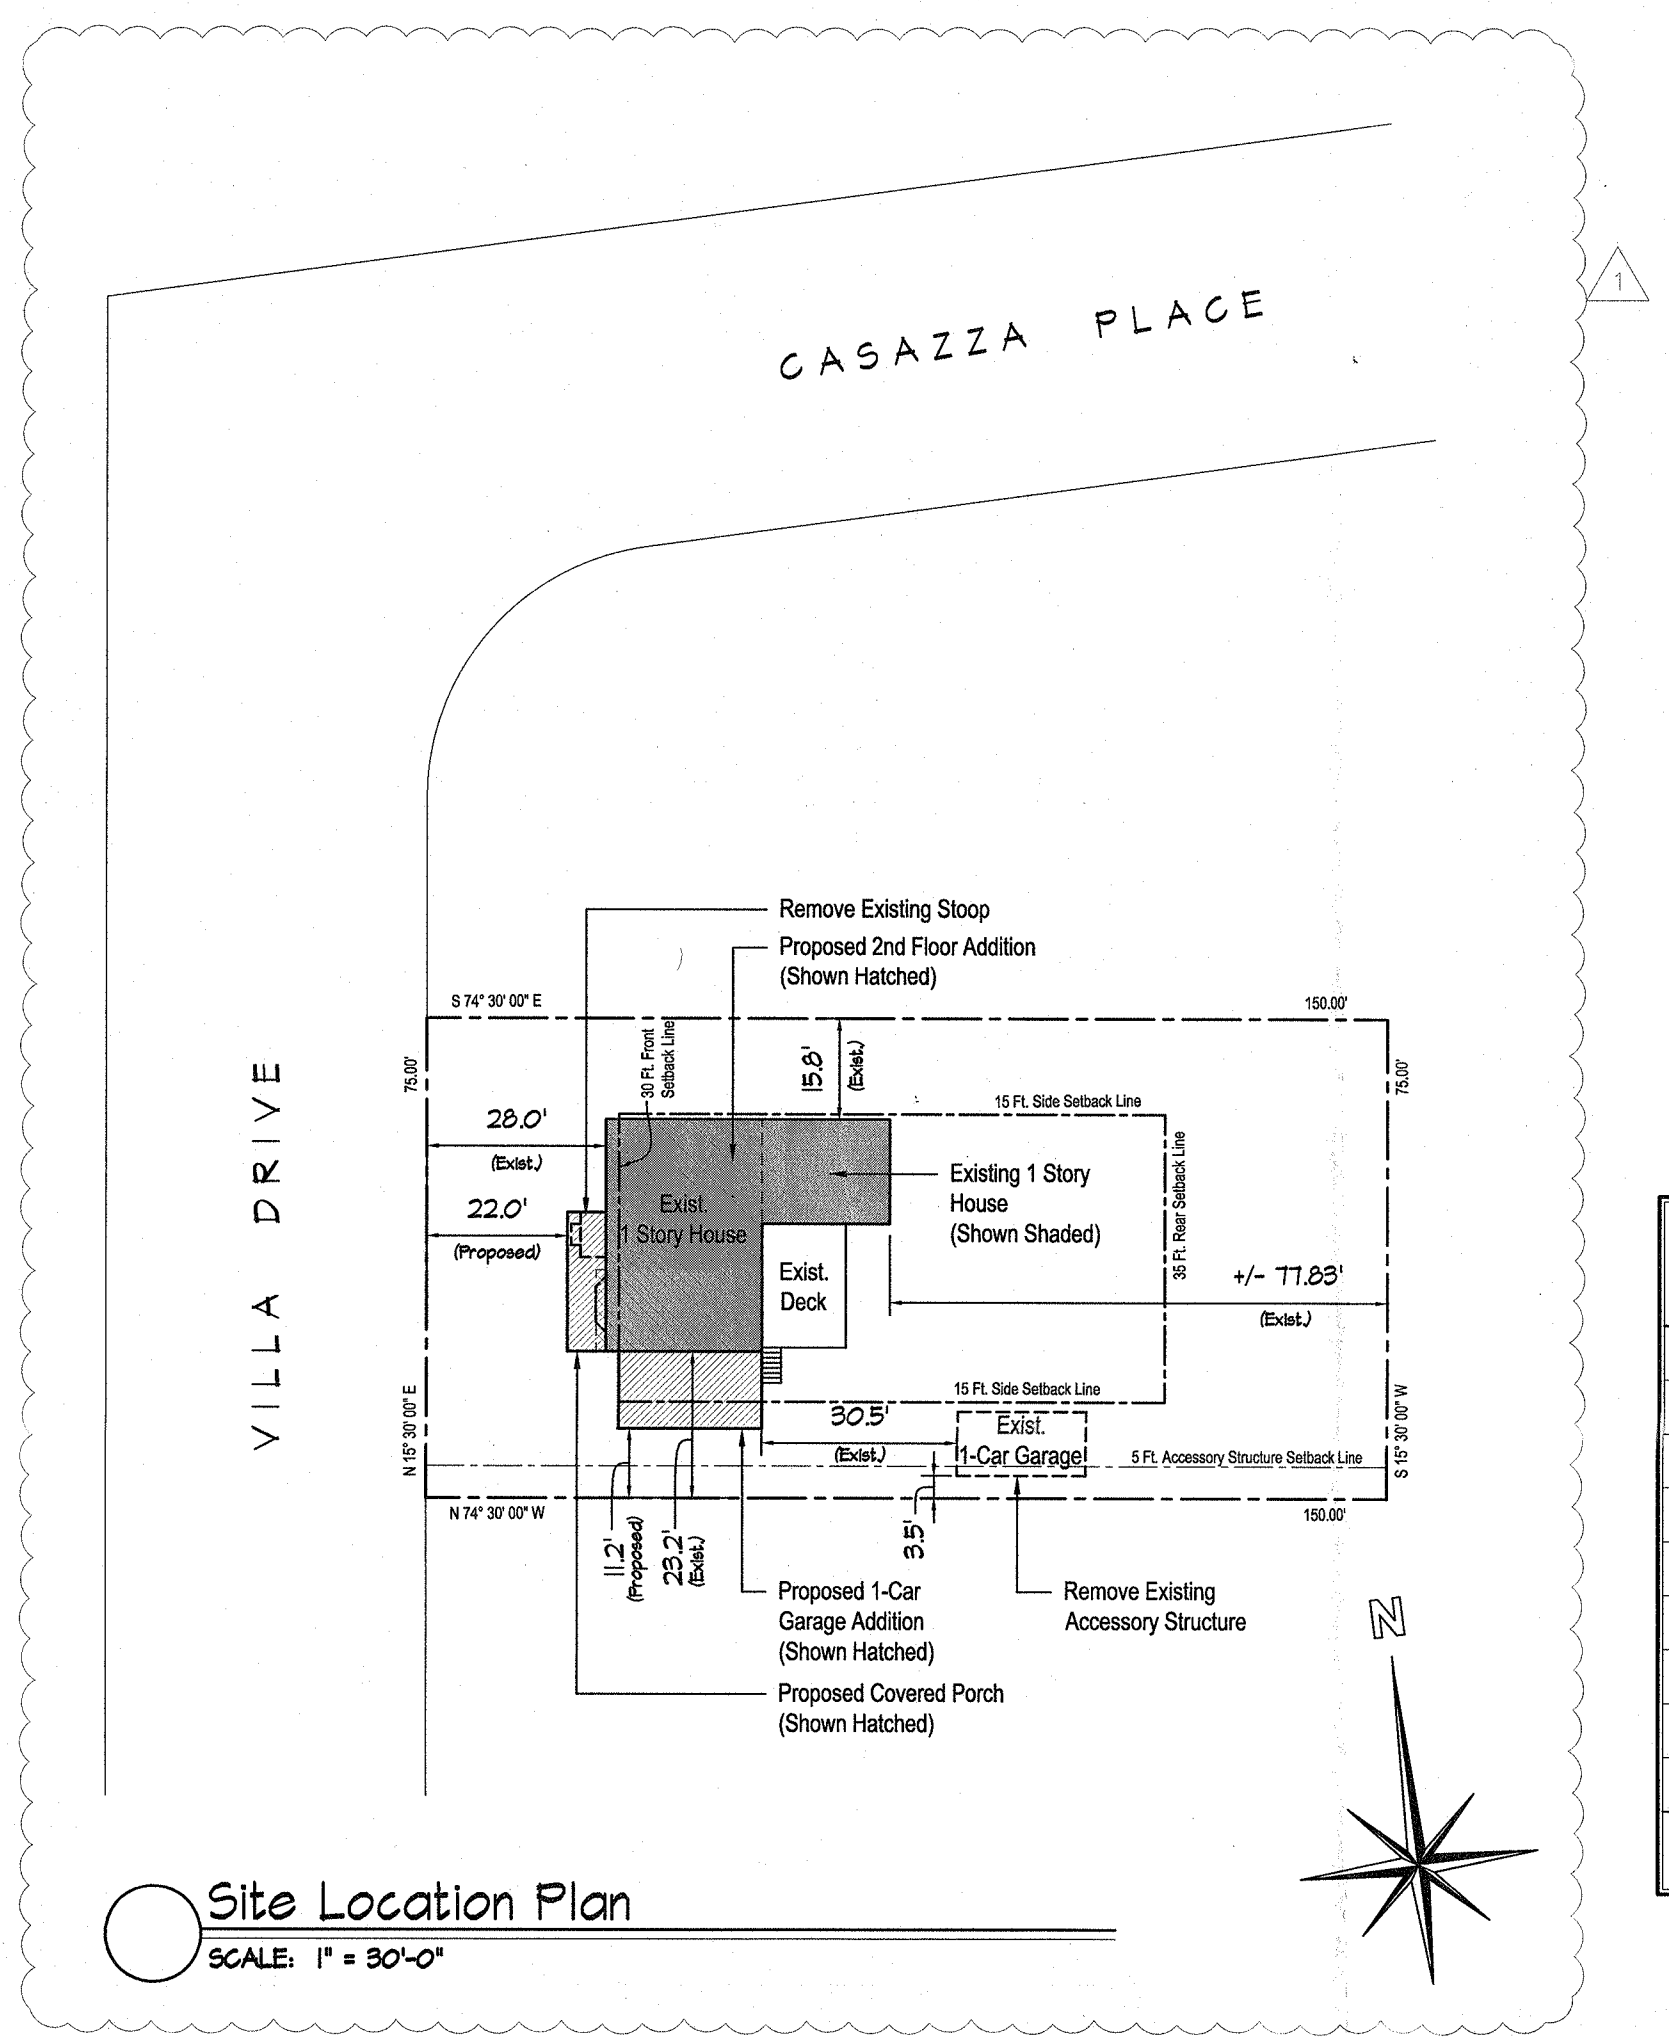 1
CASAZZA PLACE
Remove Existing Stoop
Proposed 2nd Floor Addition
(Shown Hatched)
S 74° 30' 00" E
150.00'
75.00'
30 Ft. Front
Setback Line
15.8'
(Exist.)
75.00'
15 Ft. Side Setback Line
28.0'
(Exist.)
VILLA DRIVE
22.0'
(Proposed)
Exist.
1 Story House
Existing 1 Story
House
(Shown Shaded)
35 Ft. Rear Setback Line
Exist.
Deck
+/- 77.83'
(Exist.)
15 Ft. Side Setback Line
N 15° 30' 00" E
30.5'
(Exist.)
Exist.
1-Car Garage
5 Ft. Accessory Structure Setback Line
S 15° 30' 00" W
N 74° 30' 00" W
150.00'
11.2'
(Proposed)
23.2'
(Exist.)
3.5'
Proposed 1-Car
Garage Addition
(Shown Hatched)
Remove Existing
Accessory Structure
Proposed Covered Porch
(Shown Hatched)
N
Site Location Plan
SCALE: 1" = 30'-0"